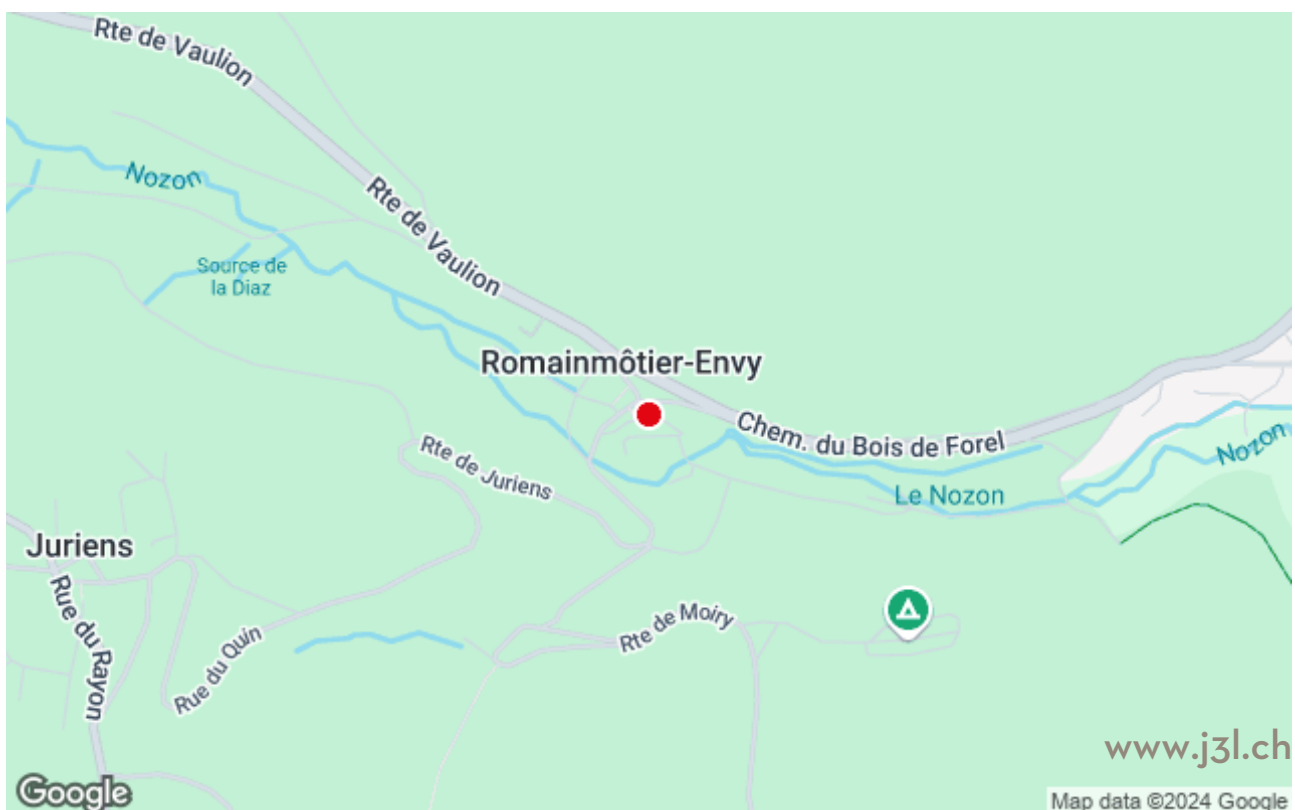 Rte de Vaulion
Nozon
Rte de Vaulion
Source de
la Diaz
Romainmôtier-Envy
Chem. du Bois de Forel
Rte de Juriens
Nozon
Le Nozon
Juriens
Rue du Rayon
Rue du Quin
Rte de Moiry
www.j3l.ch
Google
Map data ©2024 Google